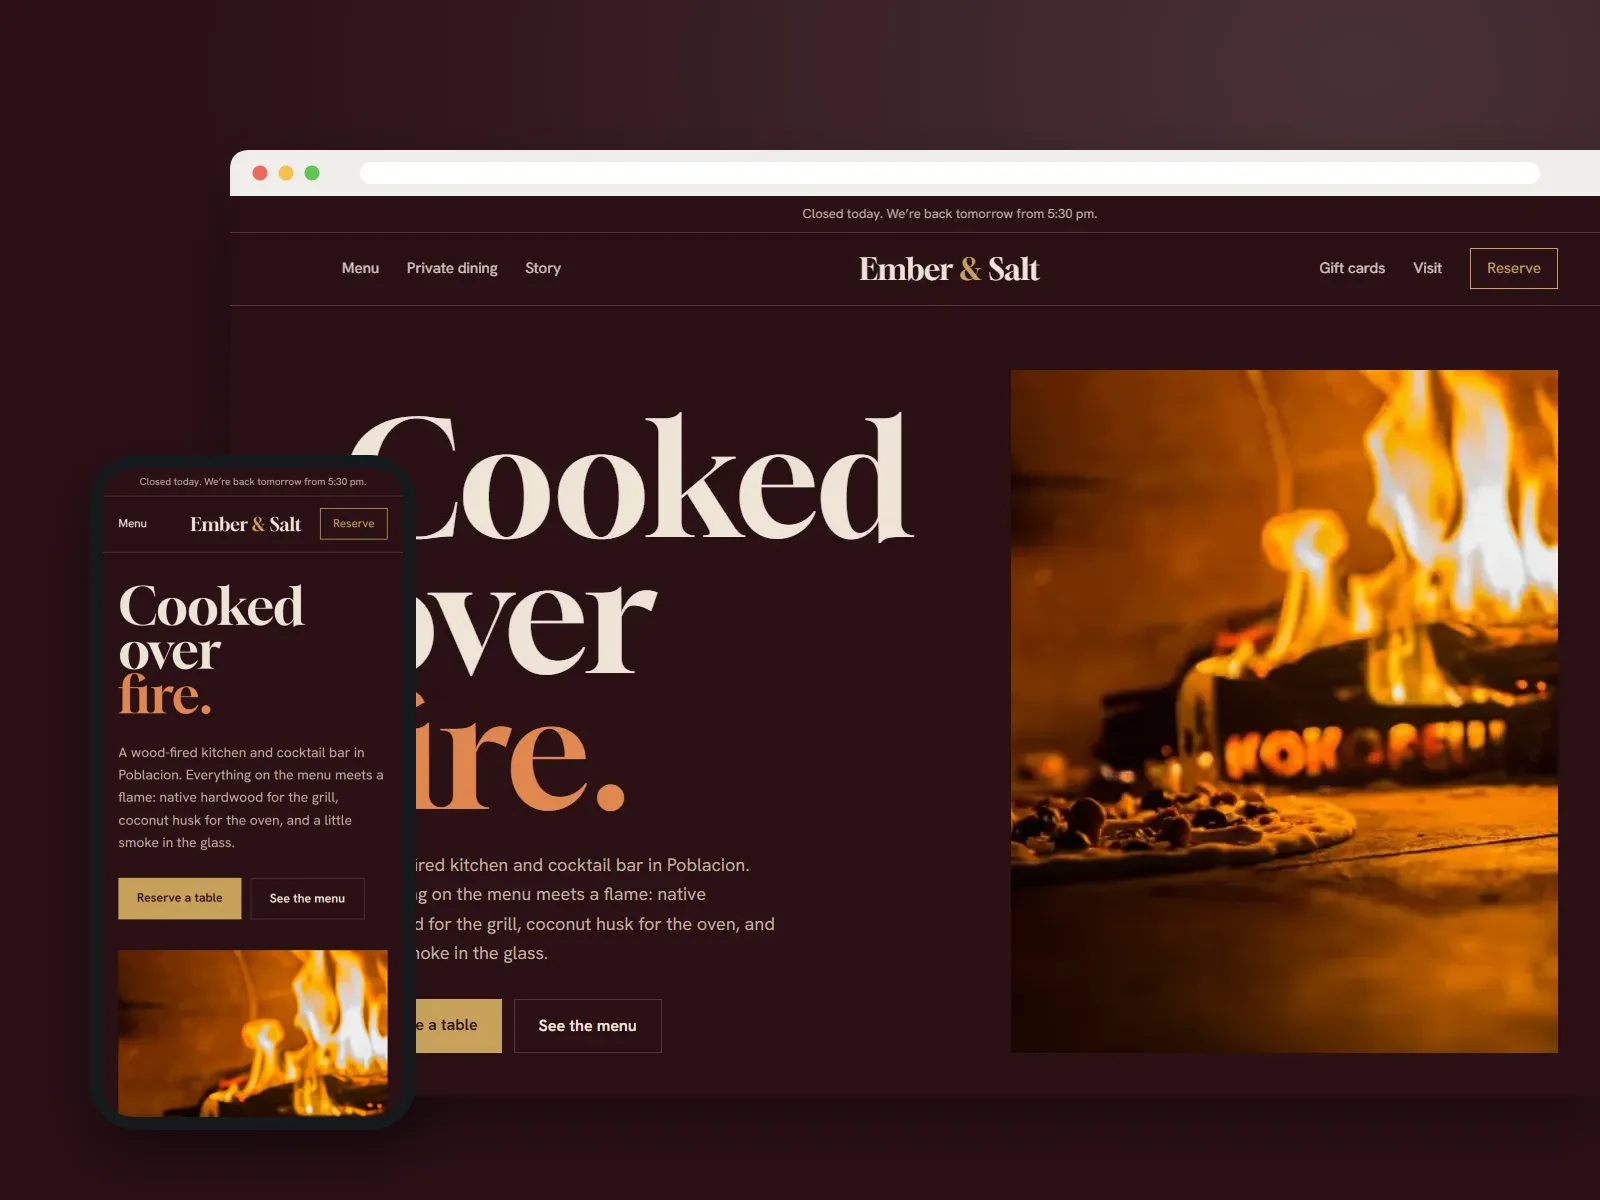 Closed today. We’re back tomorrow from 5:30 pm.
Menu Private dining Story Ember & Salt Gift cards Visit Reserve
Cooked
over
fire.
ired kitchen and cocktail bar in Poblacion.
g on the menu meets a flame: native
d for the grill, coconut husk for the oven, and
oke in the glass.
e a table See the menu
Closed today. We’re back tomorrow from 5:30 pm.
Menu Ember & Salt Reserve
Cooked
over
fire.
A wood-fired kitchen and cocktail bar in
Poblacion. Everything on the menu meets a
flame: native hardwood for the grill,
coconut husk for the oven, and a little
smoke in the glass.
Reserve a table See the menu